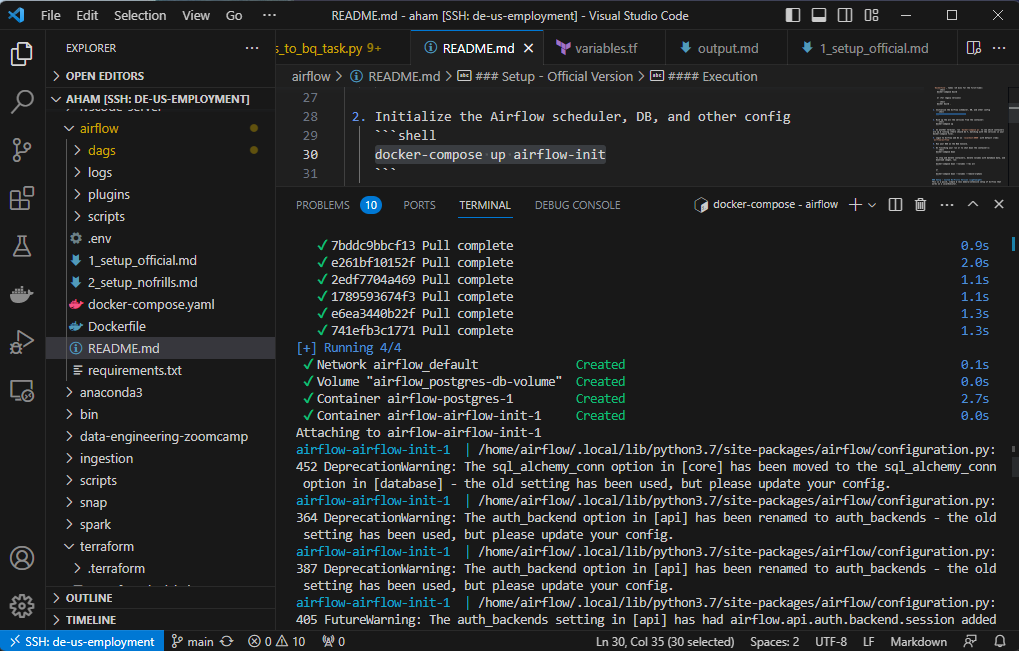 File Edit Selection View Go ··· README.md - aham [SSH: de-us-employment] - Visual Studio Code
EXPLORER ···
s_to_bq_task.py 9+ README.md variables.tf output.md 1_setup_official.md ···
airflow > README.md > ### Setup - Official Version > #### Execution
OPEN EDITORS
AHAM [SSH: DE-US-EMPLOYMENT]
airflow
dags
logs
plugins
scripts
.env
1_setup_official.md
2_setup_nofrills.md
docker-compose.yaml
Dockerfile
README.md
requirements.txt
anaconda3
bin
data-engineering-zoomcamp
ingestion
scripts
snap
spark
terraform
.terraform
OUTLINE
TIMELINE
27
28 2. Initialize the Airflow scheduler, DB, and other config
29 ```shell
30 docker-compose up airflow-init
31 ```
PROBLEMS 10 PORTS TERMINAL DEBUG CONSOLE docker-compose - airflow ···
✓ 7bddc9bbcf13 Pull complete 0.9s
✓ e261bf10152f Pull complete 2.0s
✓ 2edf7704a469 Pull complete 1.1s
✓ 1789593674f3 Pull complete 1.1s
✓ e6ea3440b22f Pull complete 1.3s
✓ 741efb3c1771 Pull complete 1.3s
[+] Running 4/4
✓ Network airflow_default Created 0.1s
✓ Volume "airflow_postgres-db-volume" Created 0.0s
✓ Container airflow-postgres-1 Created 2.7s
✓ Container airflow-airflow-init-1 Created 0.0s
Attaching to airflow-airflow-init-1
airflow-airflow-init-1 | /home/airflow/.local/lib/python3.7/site-packages/airflow/configuration.py:
452 DeprecationWarning: The sql_alchemy_conn option in [core] has been moved to the sql_alchemy_conn
option in [database] - the old setting has been used, but please update your config.
airflow-airflow-init-1 | /home/airflow/.local/lib/python3.7/site-packages/airflow/configuration.py:
364 DeprecationWarning: The auth_backend option in [api] has been renamed to auth_backends - the old
setting has been used, but please update your config.
airflow-airflow-init-1 | /home/airflow/.local/lib/python3.7/site-packages/airflow/configuration.py:
387 DeprecationWarning: The auth_backend option in [api] has been renamed to auth_backends - the old
setting has been used, but please update your config.
airflow-airflow-init-1 | /home/airflow/.local/lib/python3.7/site-packages/airflow/configuration.py:
405 FutureWarning: The auth_backends setting in [api] has had airflow.api.auth.backend.session added
SSH: de-us-employment main 0 10 0 Ln 30, Col 35 (30 selected) Spaces: 2 UTF-8 LF Markdown